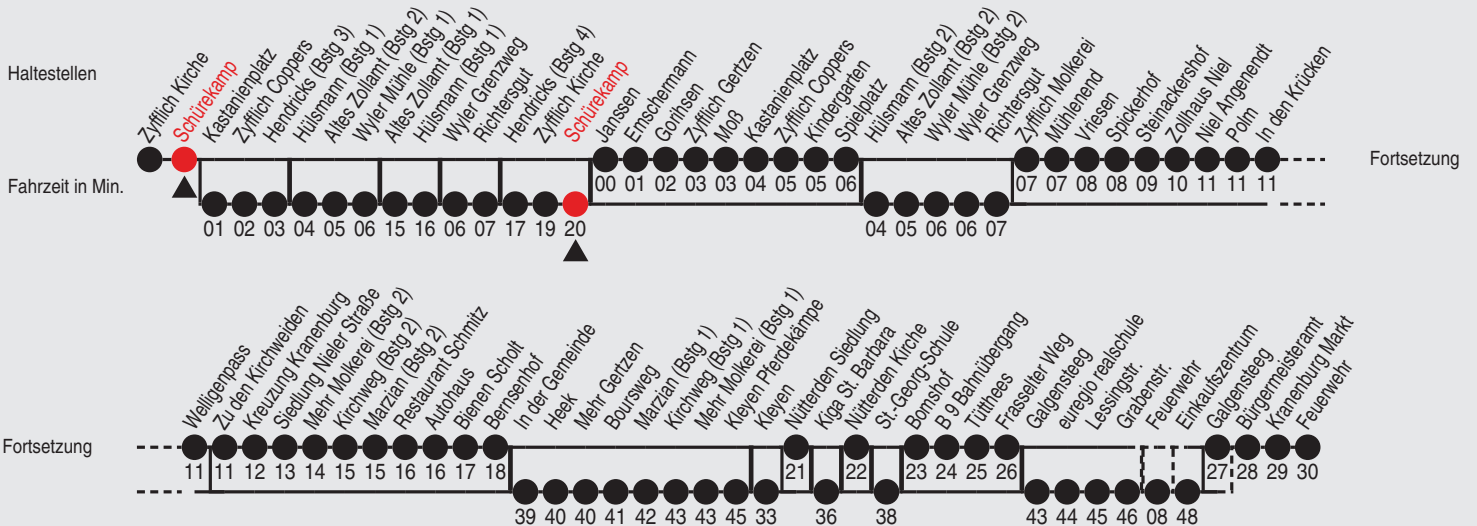 Haltestellen
Zyfflich Kirche
Schürekamp
Kastanienplatz
Zyfflich Coppers
Hendricks (Bstg 3)
Hülsmann (Bstg 1)
Altes Zollamt (Bstg 2)
Wyler Mühle (Bstg 1)
Altes Zollamt (Bstg 1)
Hülsmann (Bstg 1)
Wyler Grenzweg
Richtersgut
Hendricks (Bstg 4)
Zyfflich Kirche
Schürekamp
Janssen
Emschermann
Gorihsen
Zyfflich Gertzen
Moß
Kastanienplatz
Zyfflich Coppers
Kindergarten
Spielplatz
Hülsmann (Bstg 2)
Altes Zollamt (Bstg 2)
Wyler Mühle (Bstg 2)
Wyler Grenzweg
Richtersgut
Zyfflich Molkerei
Mühlenend
Vriesen
Spickerhof
Steinackershof
Zollhaus Niel
Niel Angenendt
Polm
In den Krücken
Fortsetzung
Fahrzeit in Min.
00 01 02 03 03 04 05 05 06 07 07 08 08 09 10 11 11 11
01 02 03 04 05 06 15 16 06 07 17 19 20 04 05 06 06 07
Fortsetzung
Welligenpass
Zu den Kirchweiden
Kreuzung Kranenburg
Siedlung Nieler Straße
Mehr Molkerei (Bstg 2)
Kirchweg (Bstg 2)
Marzian (Bstg 2)
Restaurant Schmitz
Autohaus
Bienen Scholt
Bernsenhof
In der Gemeinde
Heek
Mehr Gertzen
Boursweg
Marzian (Bstg 1)
Kirchweg (Bstg 1)
Mehr Molkerei (Bstg 1)
Kleyen Pferdekämpe
Kleyen
Nütterden Siedlung
Kiga St. Barbara
Nütterden Kirche
St.-Georg-Schule
Bomshof
B 9 Bahnübergang
Tütthees
Frasselter Weg
Galgensteeg
euregio realschule
Lessingstr.
Grabenstr.
Feuerwehr
Einkaufszentrum
Galgensteeg
Bürgermeisteramt
Kranenburg Markt
Feuerwehr
11 11 12 13 14 15 15 16 16 17 18 21 22 23 24 25 26 27 28 29 30
39 40 40 41 42 43 43 45 33 36 38 43 44 45 46 08 48